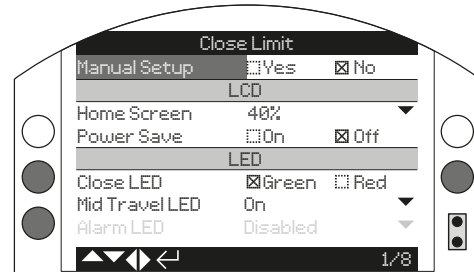 Close Limit
Manual Setup Yes No
LCD
Home Screen 40%
Power Save On Off
LED
Close LED Green Red
Mid Travel LED On
Alarm LED Disabled
1/8